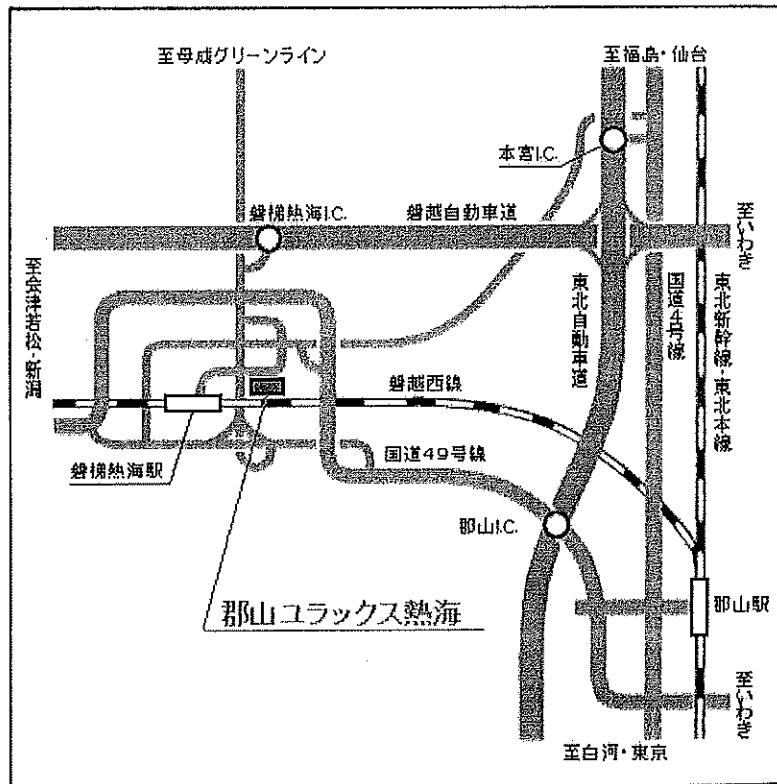 至母成グリーンライン
至福島・仙台
本宮I.C.
磐梯熱海I.C.
磐越自動車道
至いわき
至会津若松・新潟
東北自動車道
国道4号線
東北新幹線・東北本線
磐越西線
磐梯熱海駅
国道49号線
郡山I.C.
郡山ユラックス熱海
郡山駅
至いわき
至白河・東京